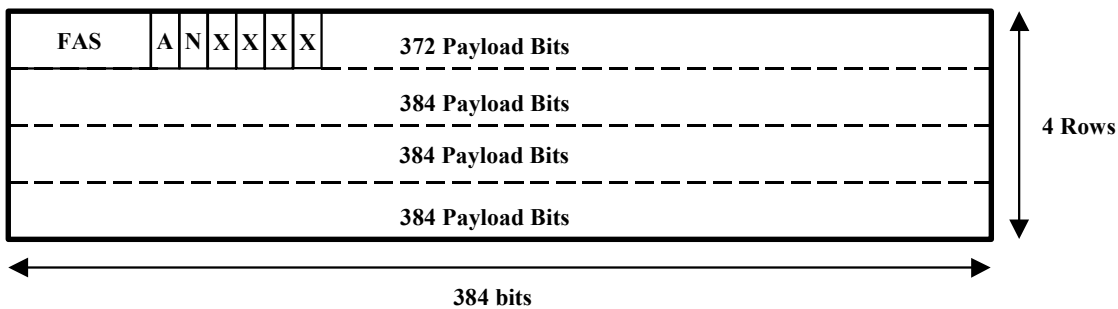 FAS A N X X X X 372 Payload Bits
384 Payload Bits
384 Payload Bits
384 Payload Bits
4 Rows
384 bits